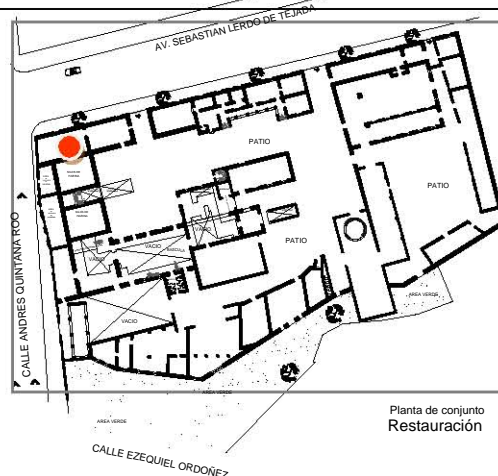 AV. SEBASTIAN LERDO DE TEJADA
PATIO
PATIO
CALLE ANDRES QUINTANA ROO
PATIO
VACIO
VACIO
VACIO
AREA VERDE
AREA VERDE
AREA VERDE
Planta de conjunto
Restauración
CALLE EZEQUIEL ORDOÑEZ